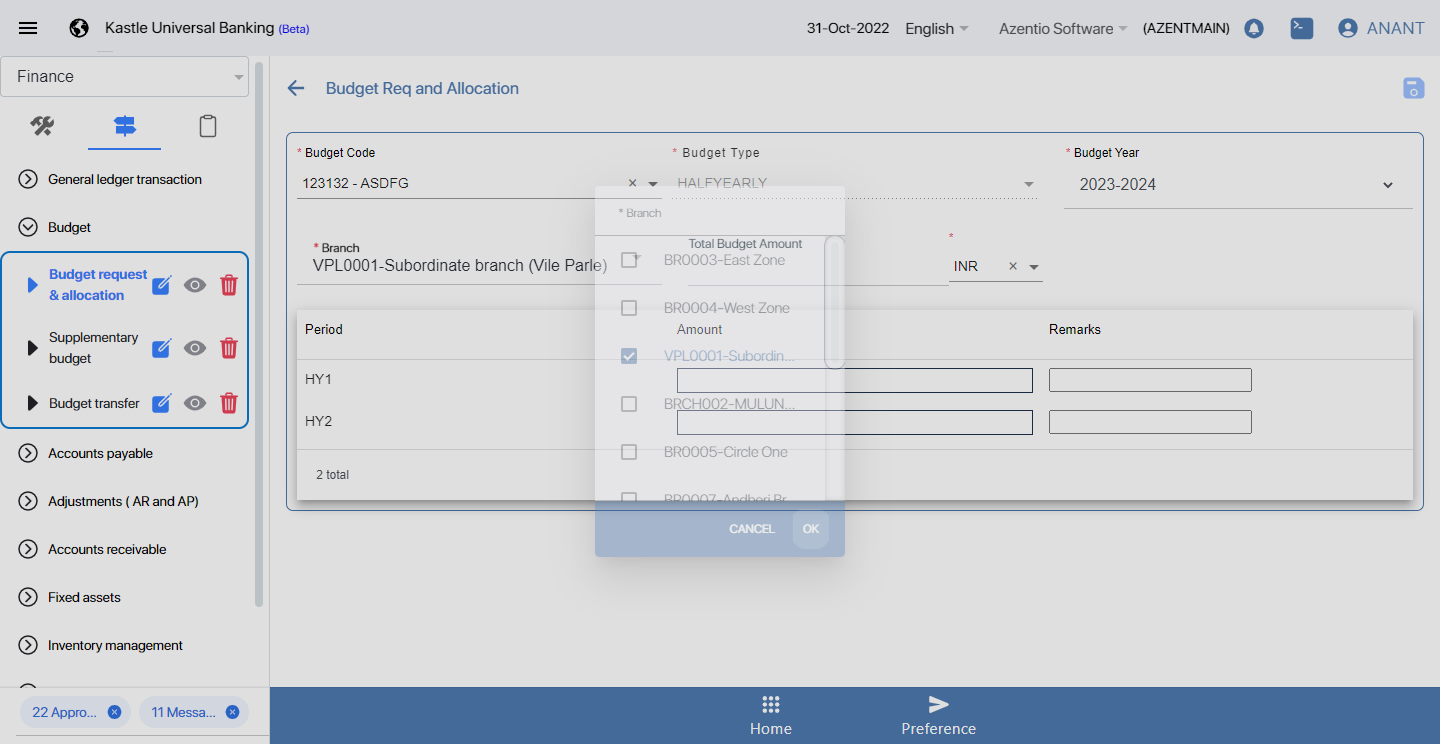 Kastle Universal Banking (Beta)
31-Oct-2022
English
Azentio Software
(AZENTMAIN)
ANANT
Finance
General ledger transaction
Budget
Budget request
& allocation
Supplementary
budget
Budget transfer
Accounts payable
Adjustments ( AR and AP)
Accounts receivable
Fixed assets
Inventory management
22 Appro...
11 Messa...
Budget Req and Allocation
* Budget Code
123132 - ASDFG
* Budget Type
HALFYEARLY
* Budget Year
2023-2024
* Branch
VPL0001-Subordinate branch (Vile Parle)
Total Budget Amount
*
INR
Period
Amount
Remarks
HY1
HY2
2 total
* Branch
BR0003-East Zone
BR0004-West Zone
VPL0001-Subordin...
BRCH002-MULUN...
BR0005-Circle One
BR0007-Andheri Br...
CANCEL
OK
Home
Preference